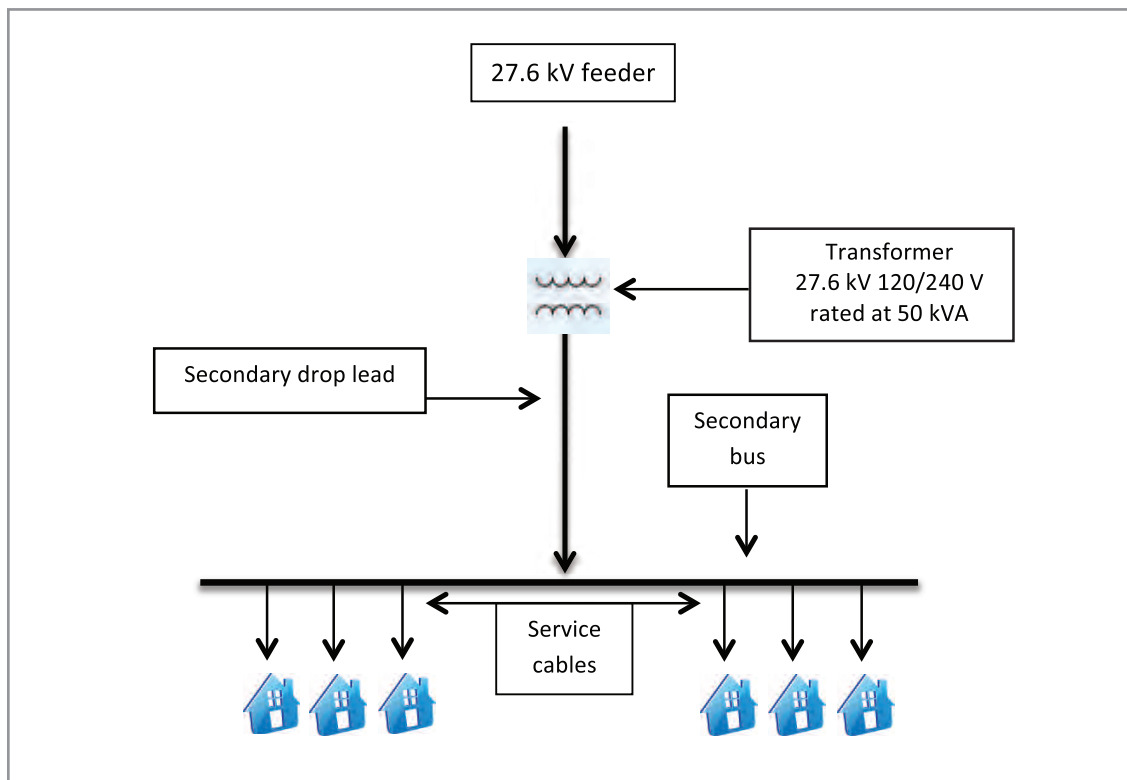 27.6 kV feeder
Transformer
27.6 kV 120/240 V
rated at 50 kVA
Secondary drop lead
Secondary
bus
Service
cables